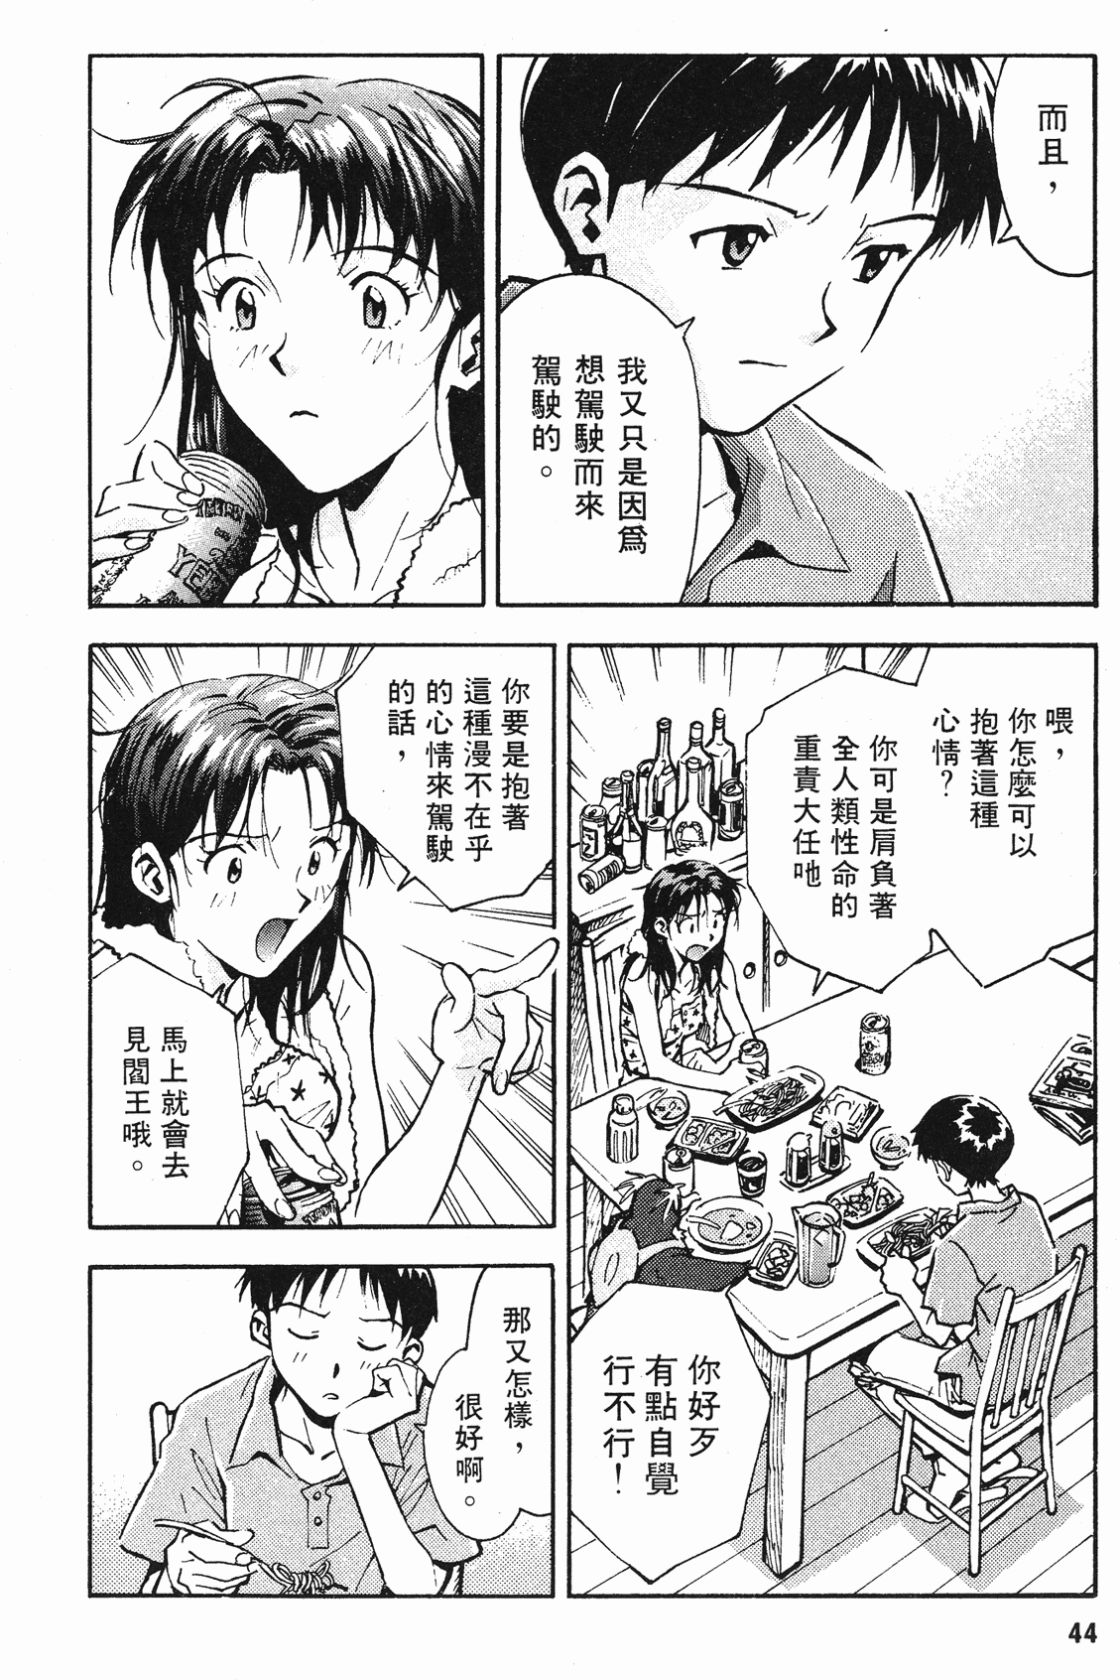 而且，
我又只是因爲
想駕駛而來
駕駛的。
YE
喂，
你怎麼可以
抱著這種
心情？
你可是肩負著
全人類性命的
重責大任吔
你好歹
有點自覺
行不行！
你要是抱著
這種漫不在乎
的心情來駕駛
的話，
馬上就會去
見閻王哦。
那又怎樣，
很好啊。
44